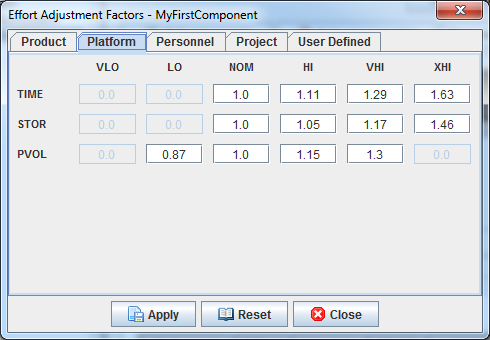 Effort Adjustment Factors - MyFirstComponent
Product Platform Personnel Project User Defined
VLO LO NOM HI VHI XHI
TIME 0.0 0.0 1.0 1.11 1.29 1.63
STOR 0.0 0.0 1.0 1.05 1.17 1.46
PVOL 0.0 0.87 1.0 1.15 1.3 0.0
Apply Reset Close